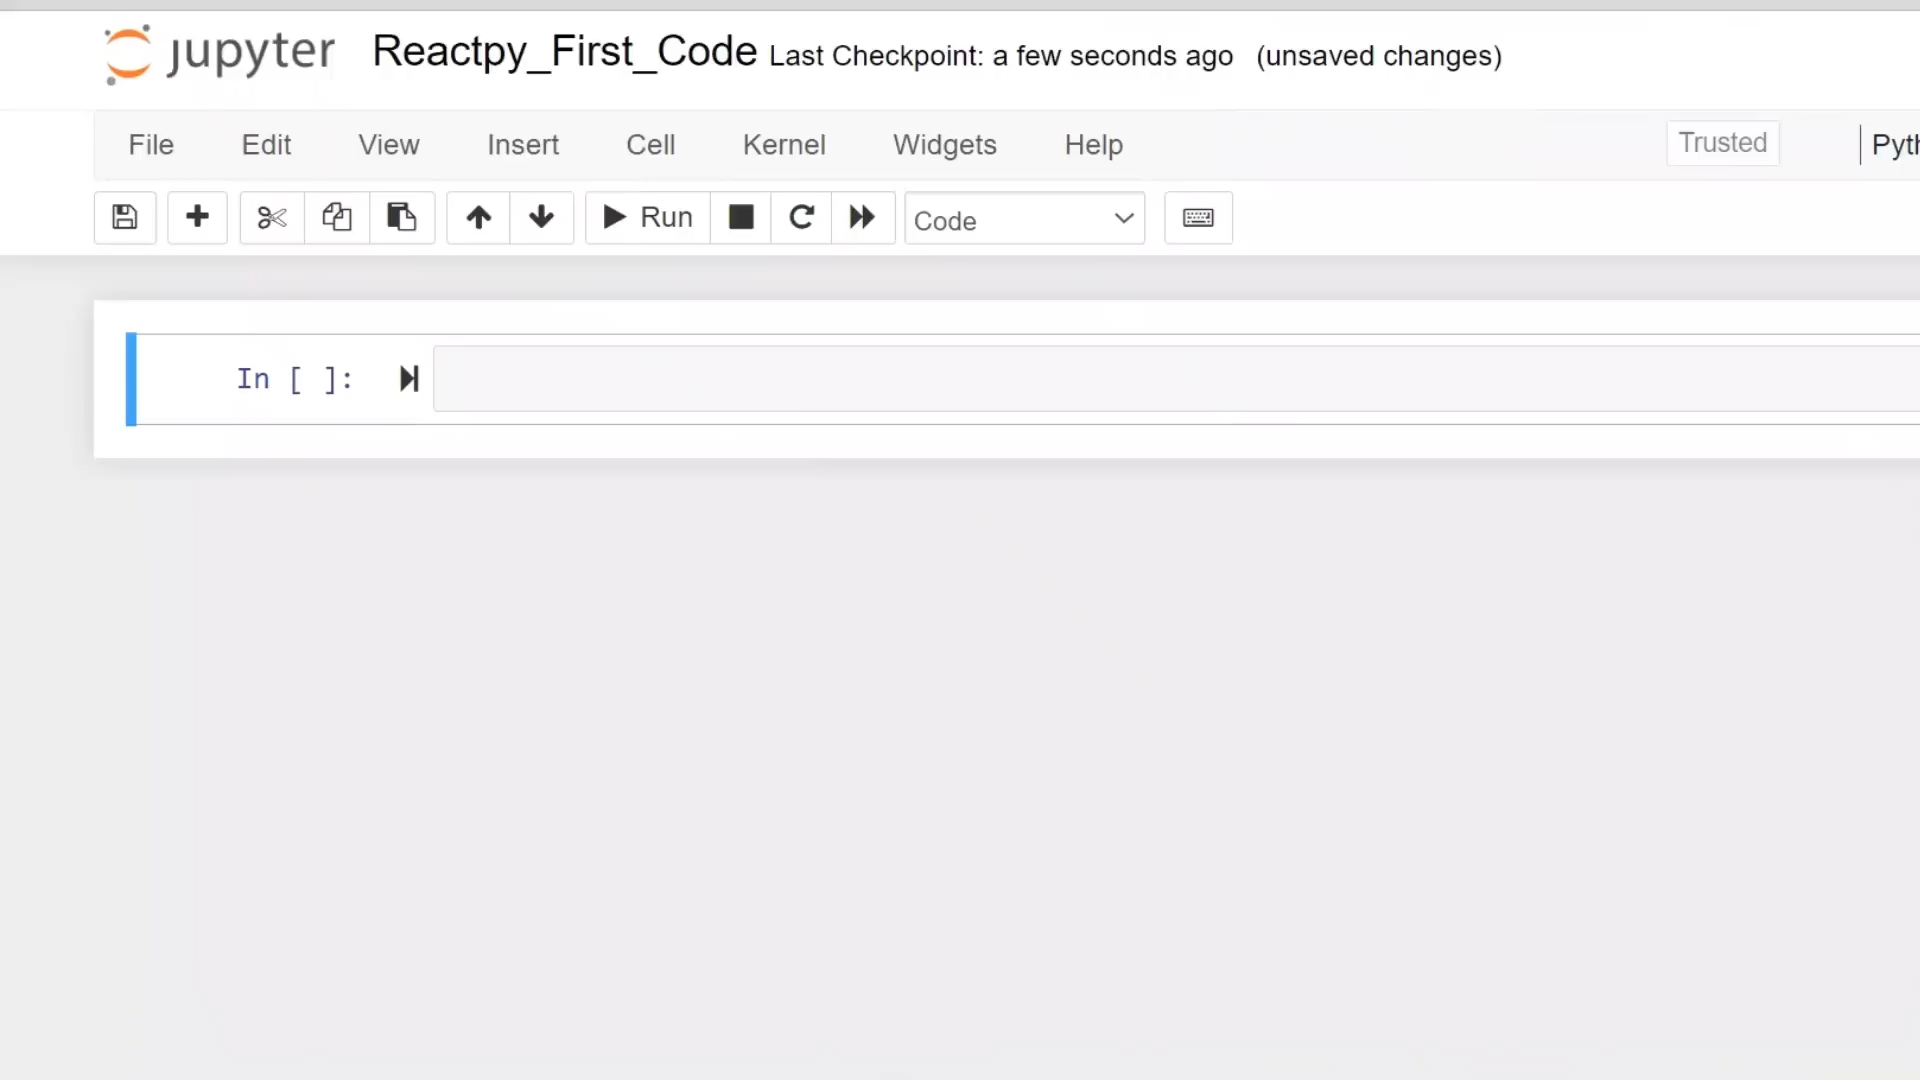 jupyter Reactpy_First_Code Last Checkpoint: a few seconds ago (unsaved changes)
File Edit View Insert Cell Kernel Widgets Help Trusted Pyth
Run Code
In [ ]: